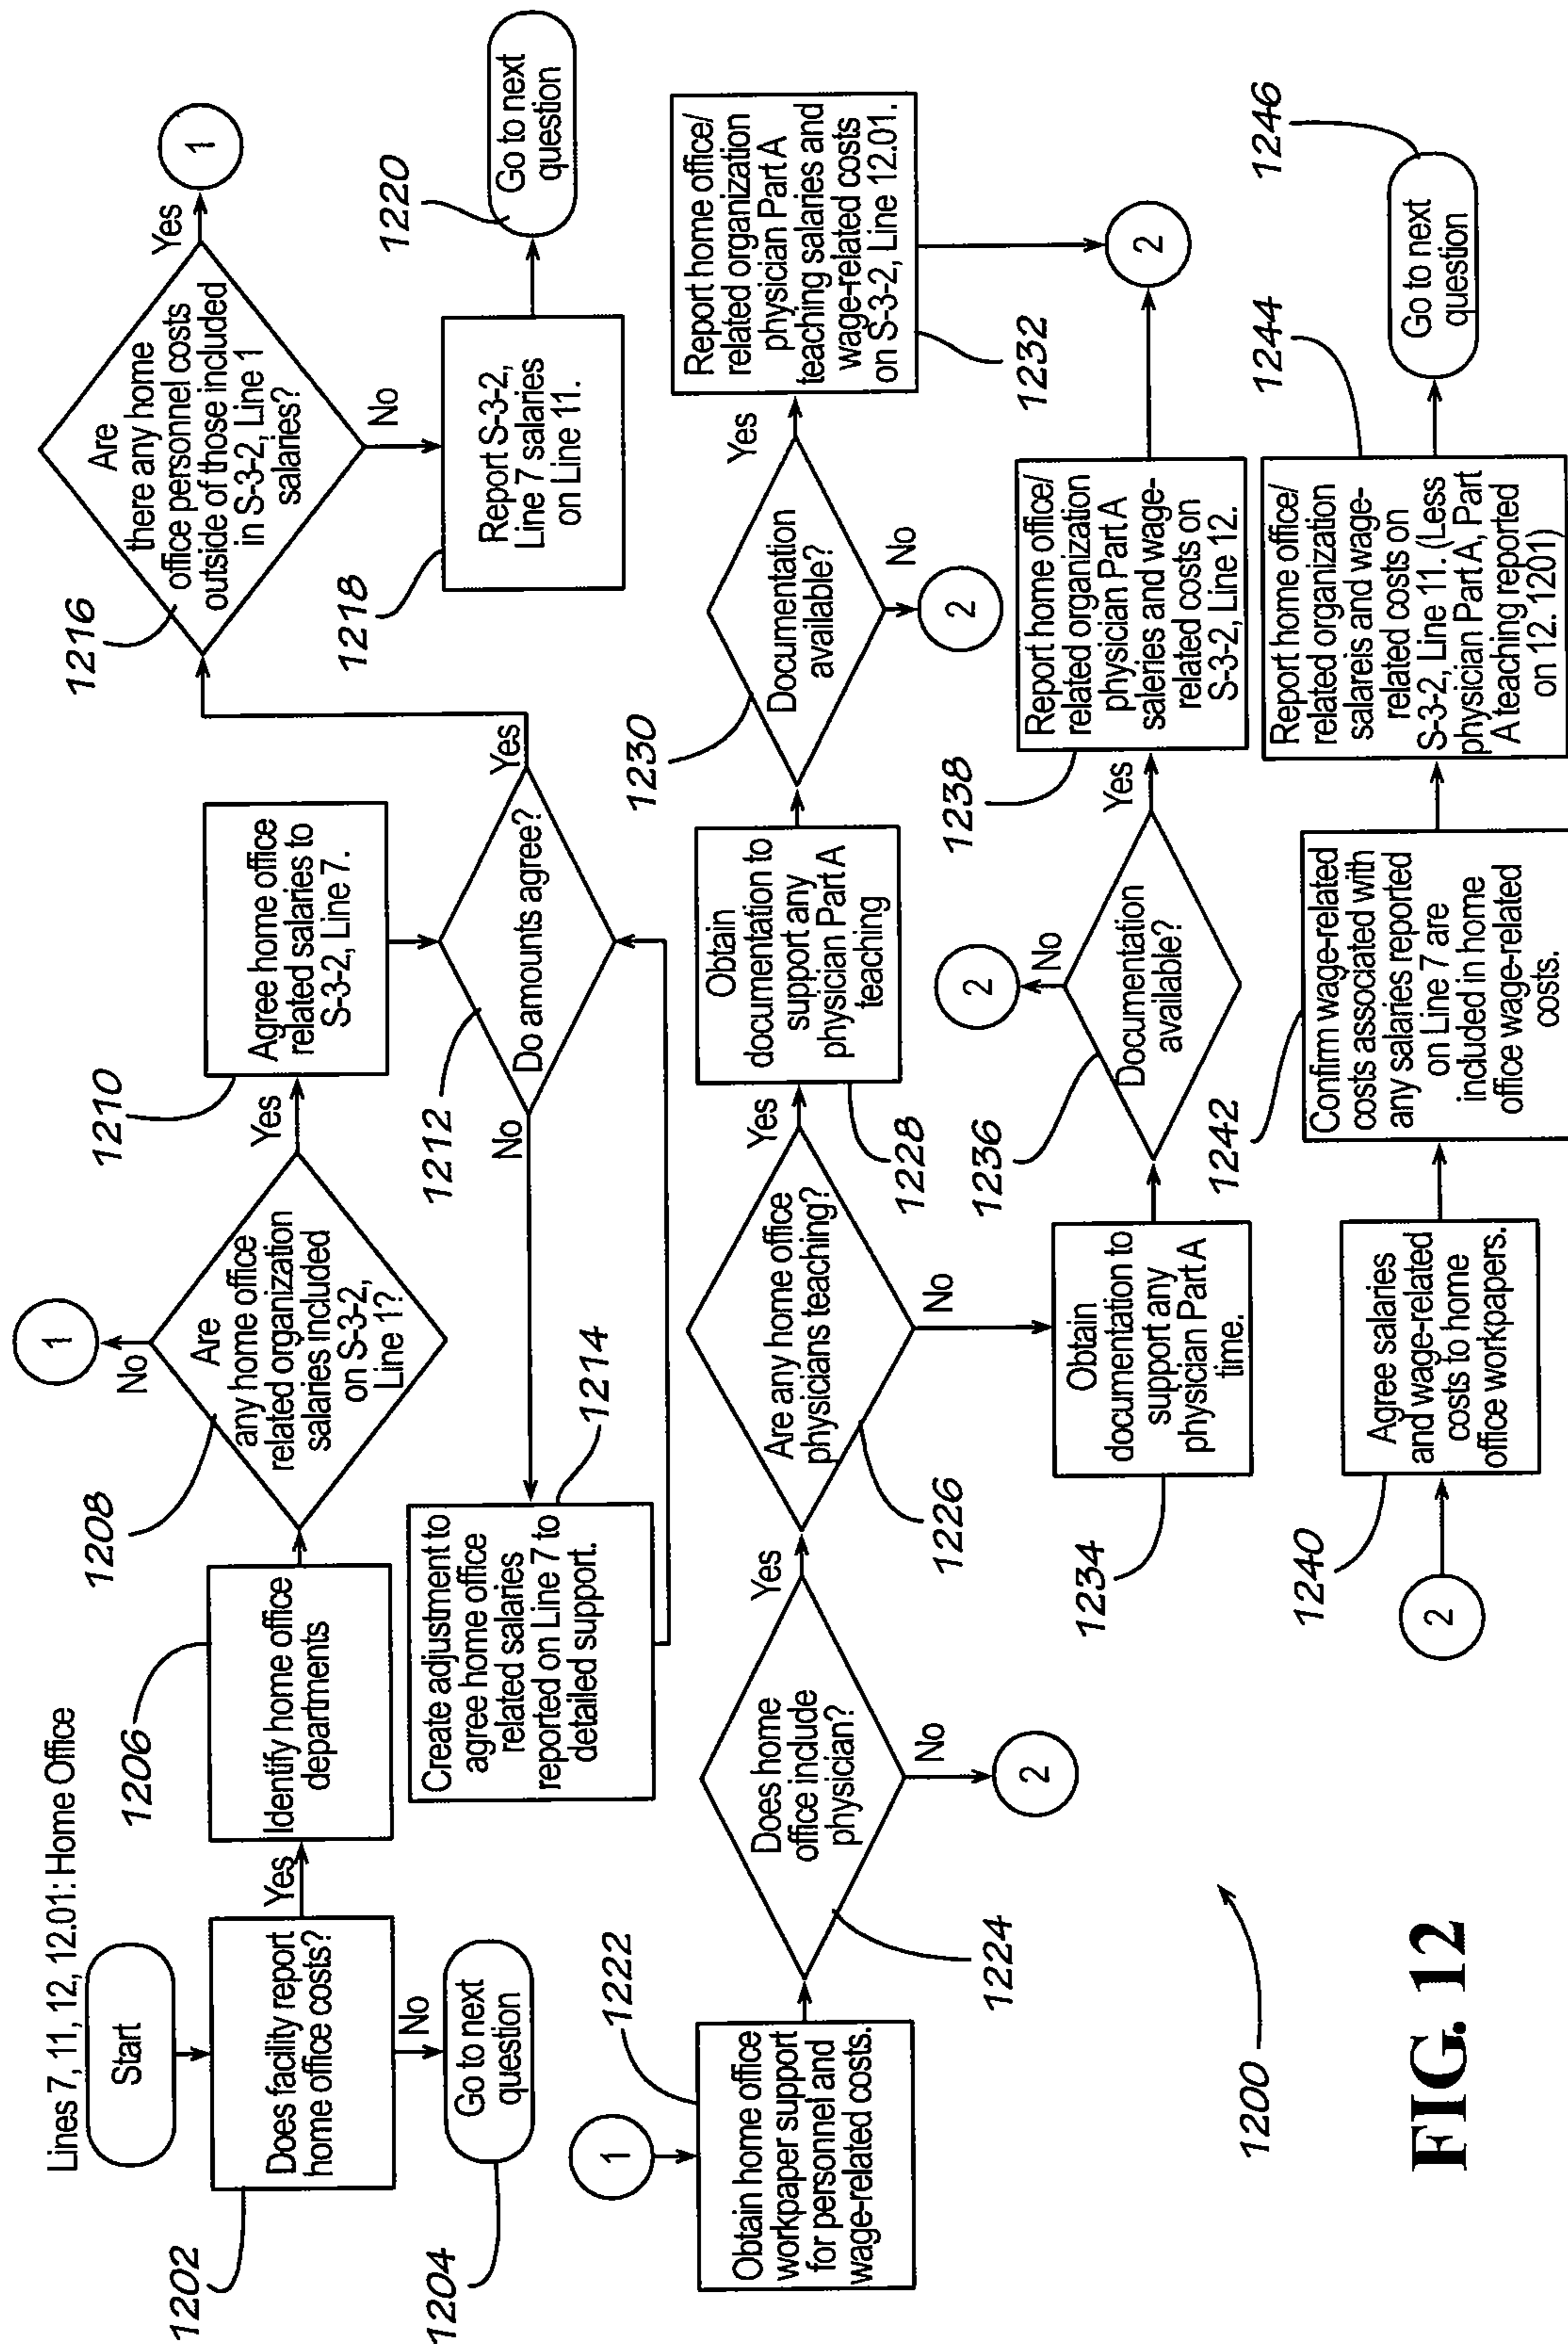 Lines 7, 11, 12, 12.01: Home Office
Start
Does facility report
home office costs?
1202
No
Go to next
question
1204
Yes
Identify home office
departments
1206
Are
any home office
related organization
salaries included
on S-3-2,
Line 1?
1208
No
1
Yes
Agree home office
related salaries to
S-3-2, Line 7.
1210
Do amounts agree?
1212
No
Create adjustment to
agree home office
related salaries
reported on Line 7 to
detailed support.
1214
Yes
Are
there any home
office personnel costs
outside of those included
in S-3-2, Line 1
salaries?
1216
Yes
1
No
Report S-3-2,
Line 7 salaries
on Line 11.
1218
Go to next
question
1220
1
Obtain home office
workpaper support
for personnel and
wage-related costs.
1222
Does home
office include
physician?
1224
No
2
Yes
Are any home office
physicians teaching?
1226
Yes
Obtain
documentation to
support any
physician Part A
teaching
1228
Documentation
available?
1230
No
2
Yes
Report home office/
related organization
physician Part A
teaching salaries and
wage-related costs
on S-3-2, Line 12.01.
1232
2
No
Obtain
documentation to
support any
physician Part A
time.
1234
Documentation
available?
1236
No
2
Yes
Report home office/
related organization
physician Part A
saleries and wage-
related costs on
S-3-2, Line 12.
1238
2
Agree salaries
and wage-related
costs to home
office workpapers.
1240
Confirm wage-related
costs associated with
any salaries reported
on Line 7 are
included in home
office wage-related
costs.
1242
Report home office/
related organization
salareis and wage-
related costs on
S-3-2, Line 11. (Less
physician Part A, Part
A teaching reported
on 12. 1201)
1244
Go to next
question
1246
1200
FIG. 12